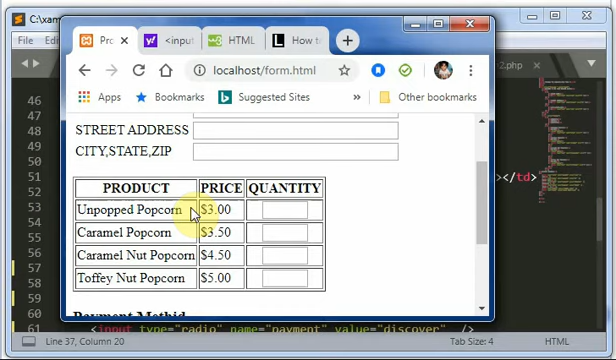 C:\xam
File Edi
Pro
<input
HTML
How to
localhost/form.html
Apps Bookmarks Suggested Sites » Other bookmarks
2.php
46
47
48
49
50
51
52
53
54
55
56
57
58
59
60
61
></td>
STREET ADDRESS
CITY,STATE,ZIP
PRODUCT PRICE QUANTITY
Unpopped Popcorn $3.00
Caramel Popcorn $3.50
Caramel Nut Popcorn $4.50
Toffey Nut Popcorn $5.00
Payment Methid
<input type="radio" name="payment" value="discover" />
Line 37, Column 20 Tab Size: 4 HTML